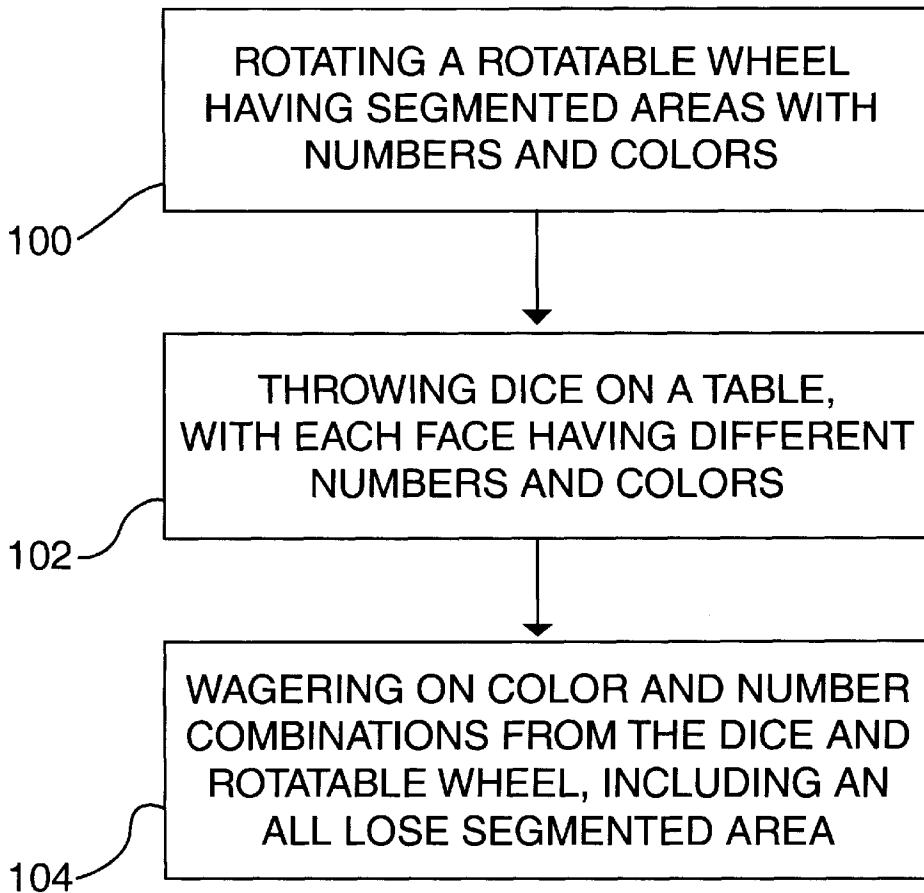 ROTATING A ROTATABLE WHEEL
HAVING SEGMENTED AREAS WITH
NUMBERS AND COLORS
100
THROWING DICE ON A TABLE,
WITH EACH FACE HAVING DIFFERENT
NUMBERS AND COLORS
102
WAGERING ON COLOR AND NUMBER
COMBINATIONS FROM THE DICE AND
ROTATABLE WHEEL, INCLUDING AN
ALL LOSE SEGMENTED AREA
104